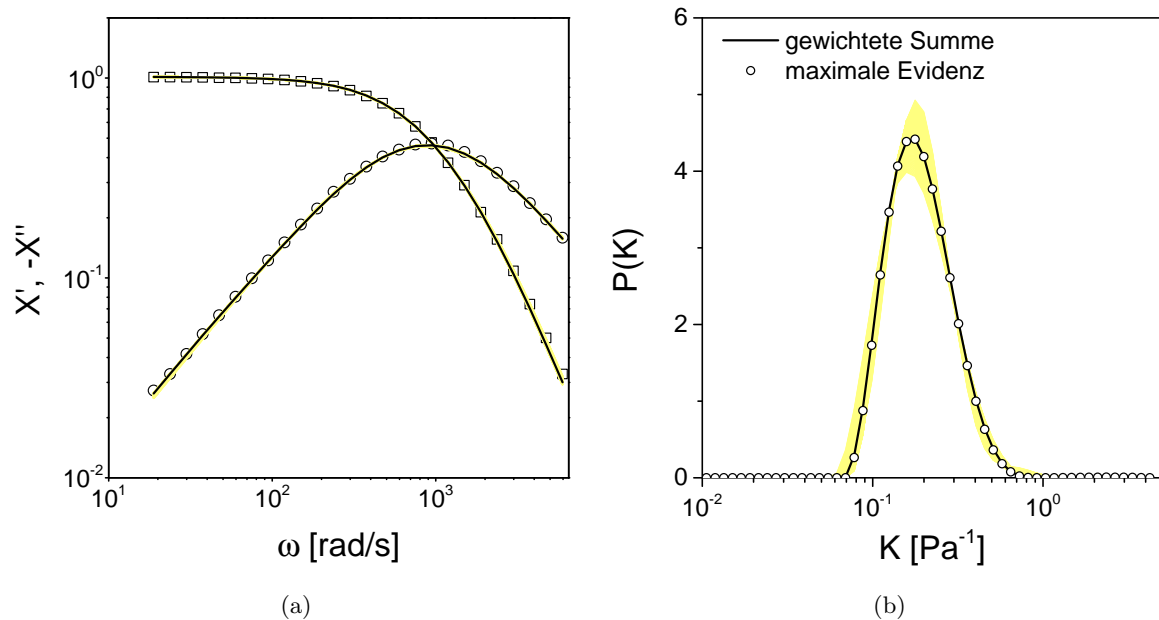 10⁰
10⁻¹
10⁻²
10¹
10²
10³
X', -X''
ω [rad/s]
(a)
6
4
2
0
10⁻²
10⁻¹
10⁰
P(K)
K [Pa⁻¹]
gewichtete Summe
maximale Evidenz
(b)